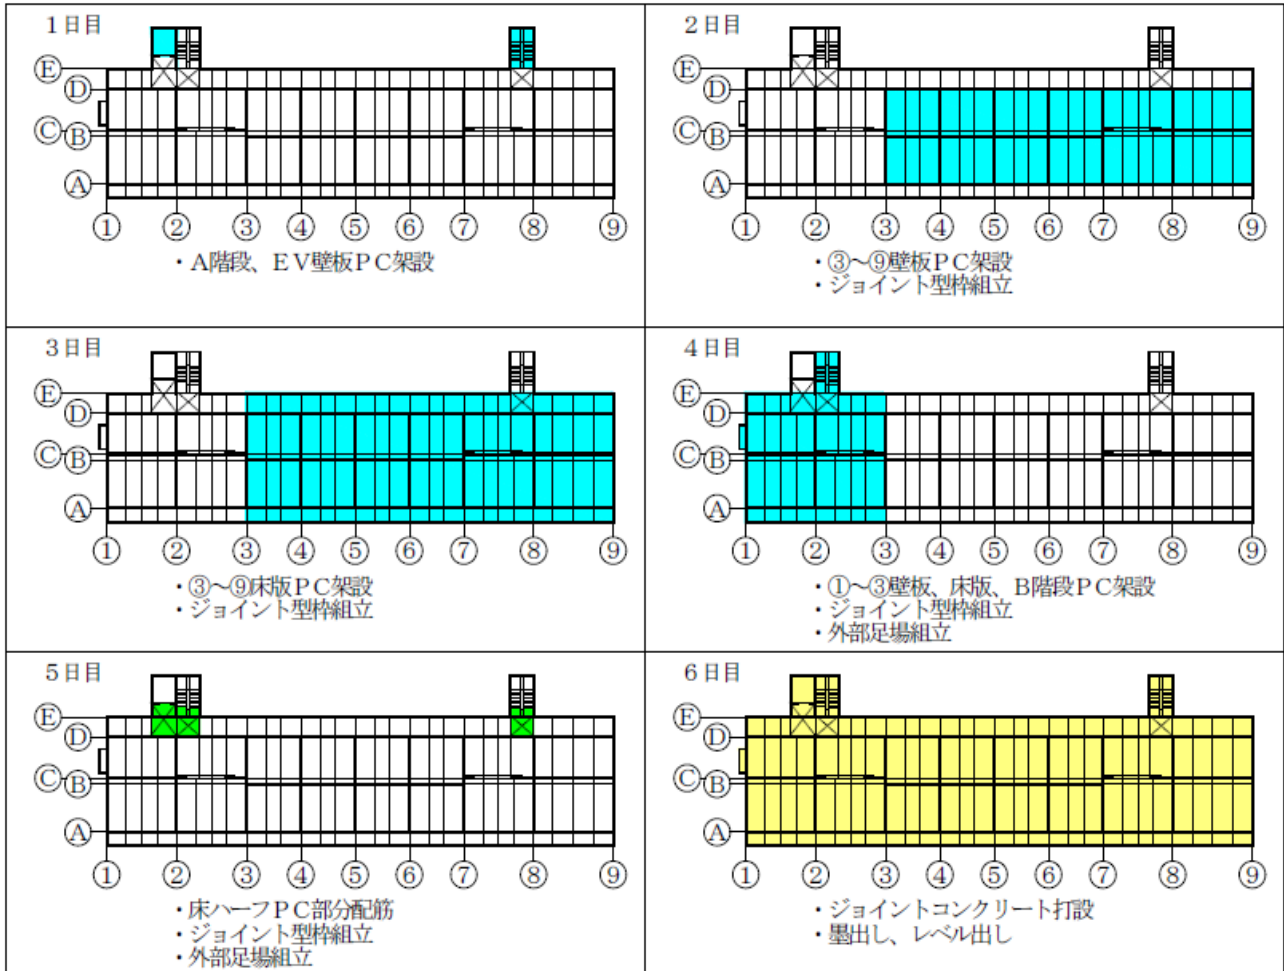 1日目
Ⓔ
Ⓓ
ⒸⒷ
Ⓐ
① ② ③ ④ ⑤ ⑥ ⑦ ⑧ ⑨
・A階段、EV壁板PC架設
2日目
Ⓔ
Ⓓ
ⒸⒷ
Ⓐ
① ② ③ ④ ⑤ ⑥ ⑦ ⑧ ⑨
・③～⑨壁板PC架設
・ジョイント型枠組立
3日目
Ⓔ
Ⓓ
ⒸⒷ
Ⓐ
① ② ③ ④ ⑤ ⑥ ⑦ ⑧ ⑨
・③～⑨床版PC架設
・ジョイント型枠組立
4日目
Ⓔ
Ⓓ
ⒸⒷ
Ⓐ
① ② ③ ④ ⑤ ⑥ ⑦ ⑧ ⑨
・①～③壁板、床版、B階段PC架設
・ジョイント型枠組立
・外部足場組立
5日目
Ⓔ
Ⓓ
ⒸⒷ
Ⓐ
① ② ③ ④ ⑤ ⑥ ⑦ ⑧ ⑨
・床ハーフPC部分配筋
・ジョイント型枠組立
・外部足場組立
6日目
Ⓔ
Ⓓ
ⒸⒷ
Ⓐ
① ② ③ ④ ⑤ ⑥ ⑦ ⑧ ⑨
・ジョイントコンクリート打設
・墨出し、レベル出し